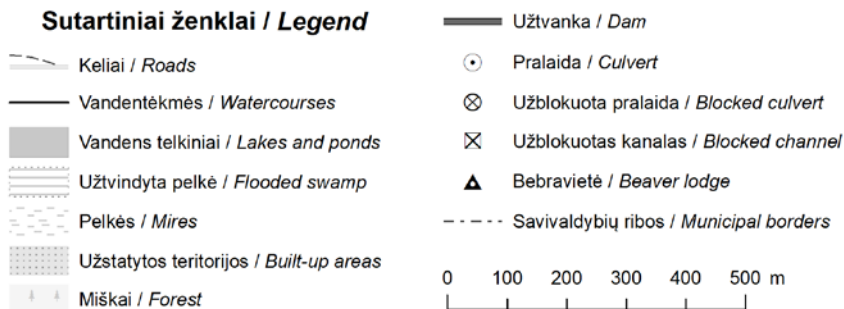 Sutartiniai ženklai / Legend
Keliai / Roads
Vandentėkmės / Watercourses
Vandens telkiniai / Lakes and ponds
Užtvindyta pelkė / Flooded swamp
Pelkės / Mires
Užstatytos teritorijos / Built-up areas
Miškai / Forest
Užtvanka / Dam
Pralaida / Culvert
Užblokuota pralaida / Blocked culvert
Užblokuotas kanalas / Blocked channel
Bebravietė / Beaver lodge
Savivaldybių ribos / Municipal borders
0 100 200 300 400 500 m